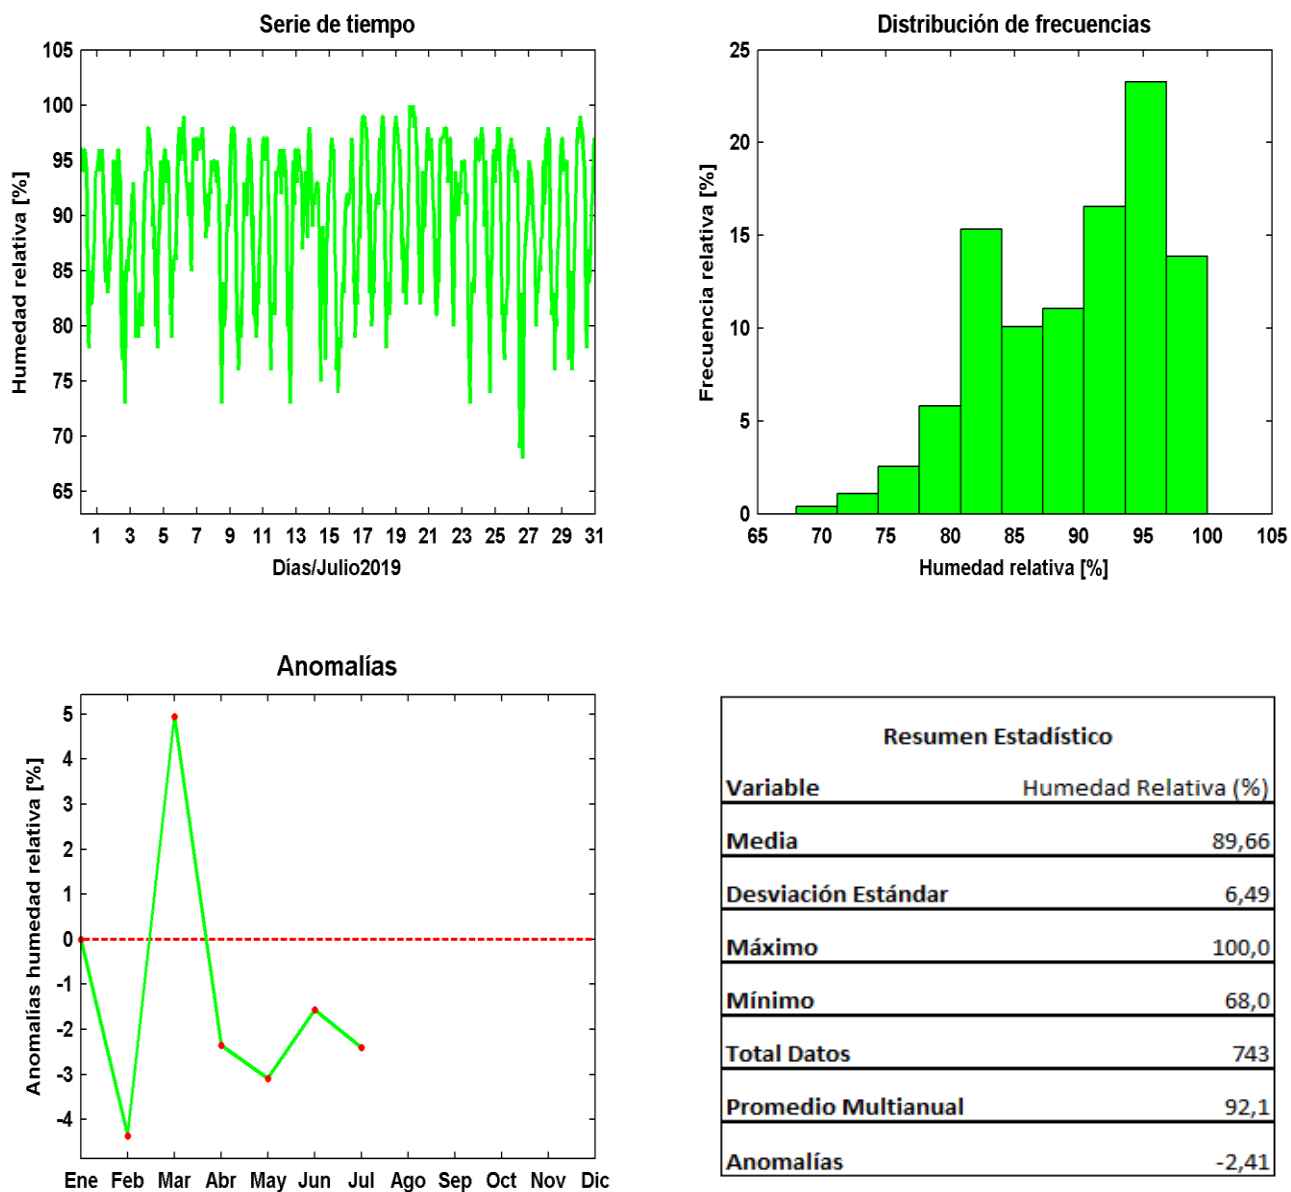 Serie de tiempo
105
100
95
90
85
80
75
70
65
Humedad relativa [%]
1 3 5 7 9 11 13 15 17 19 21 23 25 27 29 31
Días/Julio2019
Distribución de frecuencias
25
20
15
10
5
0
Frecuencia relativa [%]
65 70 75 80 85 90 95 100 105
Humedad relativa [%]
Anomalías
5
4
3
2
1
0
-1
-2
-3
-4
Anomalías humedad relativa [%]
Ene Feb Mar Abr May Jun Jul Ago Sep Oct Nov Dic
Resumen Estadístico
Variable Humedad Relativa (%)
Media 89,66
Desviación Estándar 6,49
Máximo 100,0
Mínimo 68,0
Total Datos 743
Promedio Multianual 92,1
Anomalías -2,41